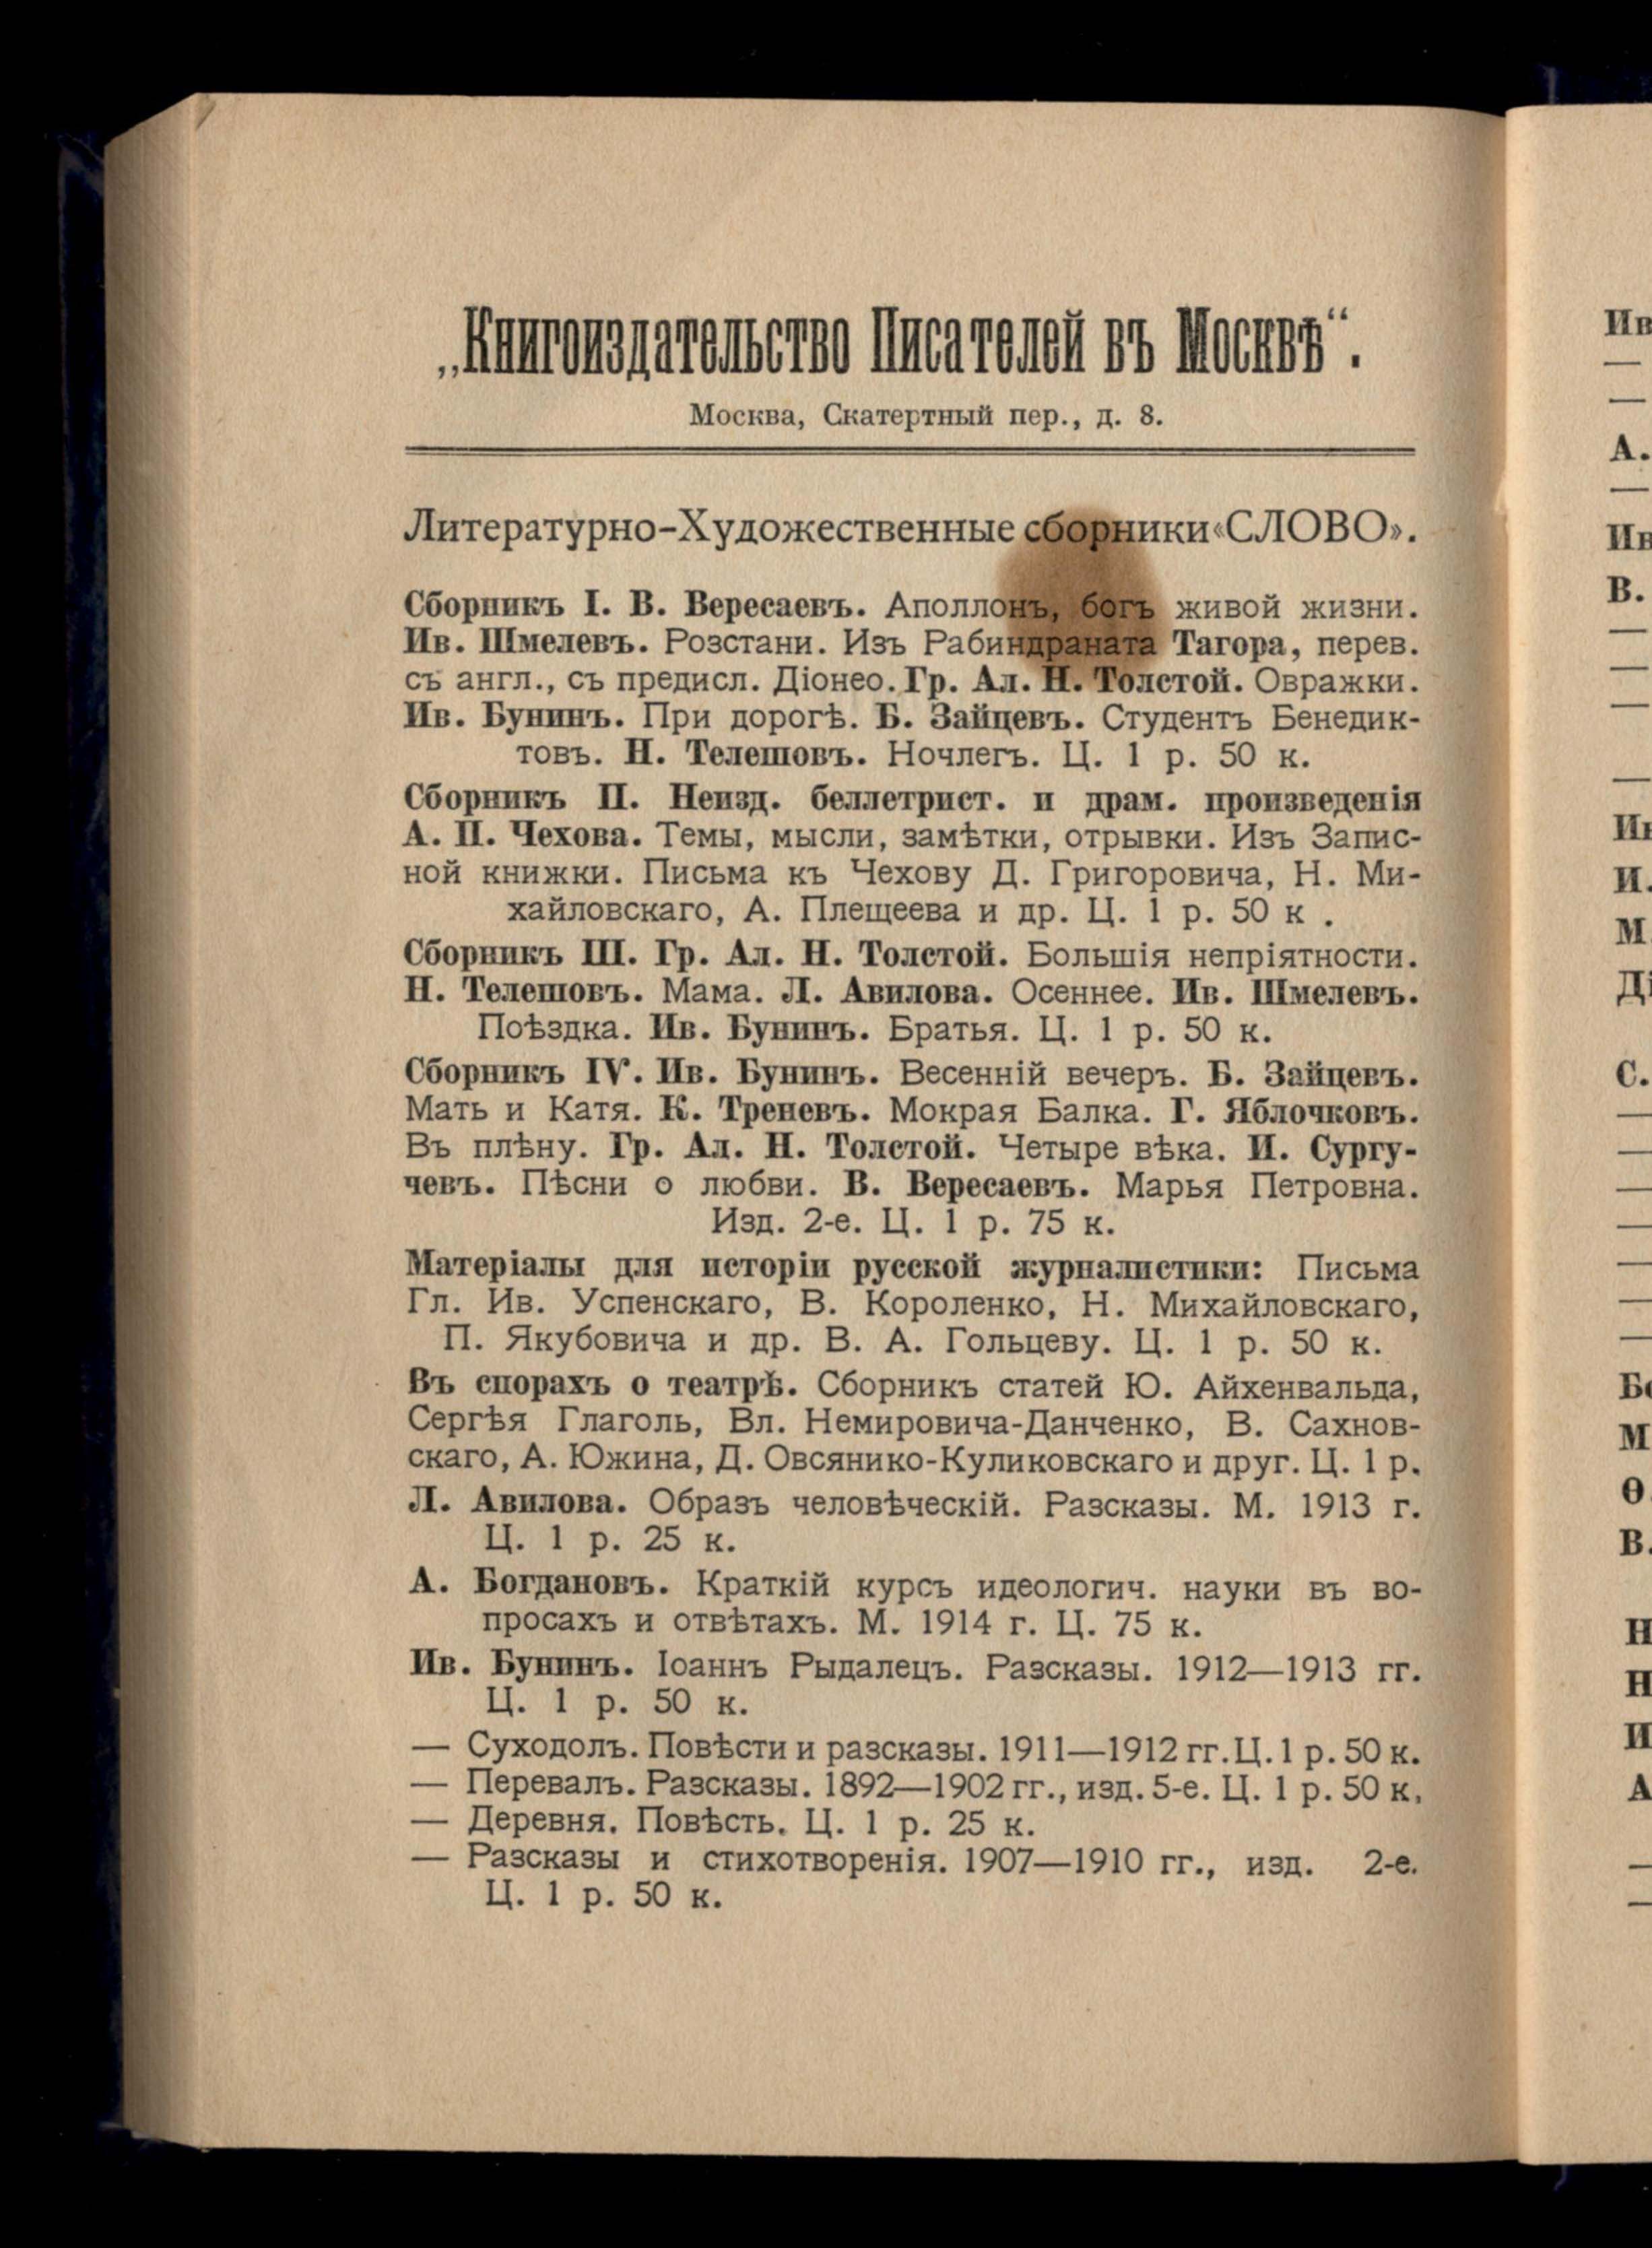 „Книгоиздательство Писателей въ Москвѣ“.
Москва, Скатертный пер., д. 8.
Литературно-Художественные сборники «СЛОВО».
Сборникъ I. В. Вересаевъ. Аполлонъ, богъ живой жизни.
Ив. Шмелевъ. Розстани. Изъ Рабиндраната Тагора, перев.
съ англ., съ предисл. Діонео. Гр. Ал. Н. Толстой. Овражки.
Ив. Бунинъ. При дорогѣ. Б. Зайцевъ. Студентъ Бенедик-
товъ. Н. Телешовъ. Ночлегъ. Ц. 1 р. 50 к.
Сборникъ II. Неизд. беллетрист. и драм. произведенія
А. П. Чехова. Темы, мысли, замѣтки, отрывки. Изъ Запис-
ной книжки. Письма къ Чехову Д. Григоровича, Н. Ми-
хайловскаго, А. Плещеева и др. Ц. 1 р. 50 к .
Сборникъ III. Гр. Ал. Н. Толстой. Большія непріятности.
Н. Телешовъ. Мама. Л. Авилова. Осеннее. Ив. Шмелевъ.
Поѣздка. Ив. Бунинъ. Братья. Ц. 1 р. 50 к.
Сборникъ IV. Ив. Бунинъ. Весенній вечеръ. Б. Зайцевъ.
Мать и Катя. К. Треневъ. Мокрая Балка. Г. Яблочковъ.
Въ плѣну. Гр. Ал. Н. Толстой. Четыре вѣка. И. Сургу-
чевъ. Пѣсни о любви. В. Вересаевъ. Марья Петровна.
Изд. 2-е. Ц. 1 р. 75 к.
Матеріалы для исторіи русской журналистики: Письма
Гл. Ив. Успенскаго, В. Короленко, Н. Михайловскаго,
П. Якубовича и др. В. А. Гольцеву. Ц. 1 р. 50 к.
Въ спорахъ о театрѣ. Сборникъ статей Ю. Айхенвальда,
Сергѣя Глаголь, Вл. Немировича-Данченко, В. Сахнов-
скаго, А. Южина, Д. Овсянико-Куликовскаго и друг. Ц. 1 р.
Л. Авилова. Образъ человѣческій. Разсказы. М. 1913 г.
Ц. 1 р. 25 к.
А. Богдановъ. Краткій курсъ идеологич. науки въ во-
просахъ и отвѣтахъ. М. 1914 г. Ц. 75 к.
Ив. Бунинъ. Іоаннъ Рыдалецъ. Разсказы. 1912—1913 гг.
Ц. 1 р. 50 к.
— Суходолъ. Повѣсти и разсказы. 1911—1912 гг. Ц. 1 р. 50 к.
— Перевалъ. Разсказы. 1892—1902 гг., изд. 5-е. Ц. 1 р. 50 к.
— Деревня. Повѣсть. Ц. 1 р. 25 к.
— Разсказы и стихотворенія. 1907—1910 гг., изд. 2-е.
Ц. 1 р. 50 к.